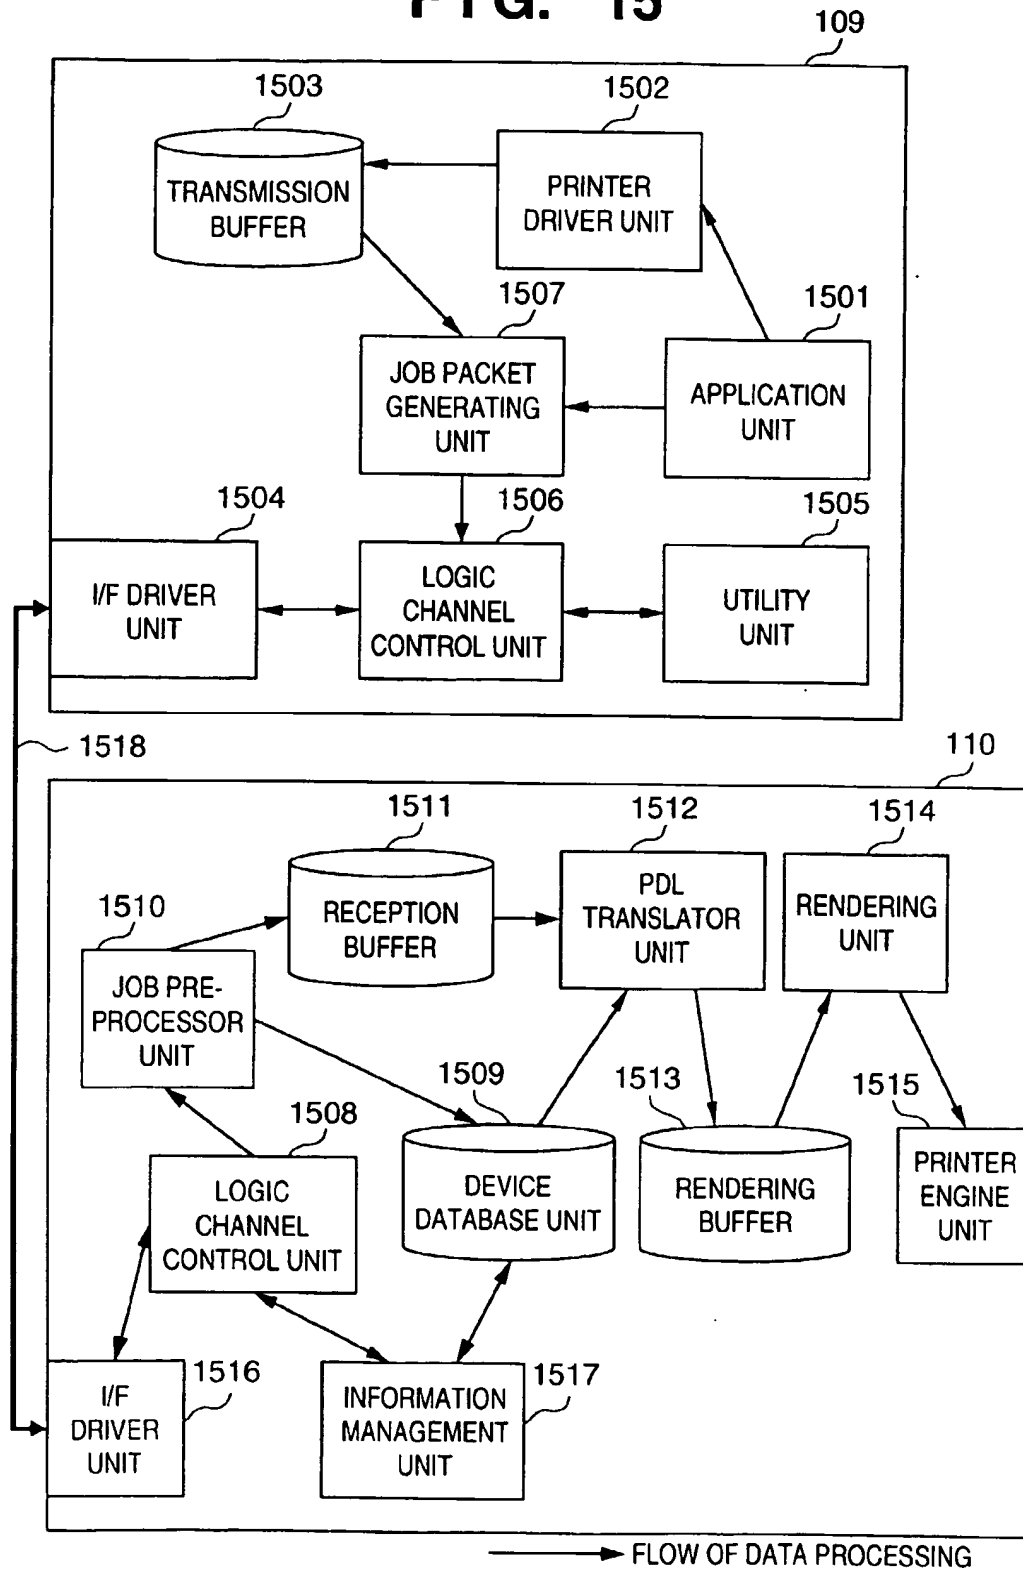 FIG. 15
109
1503
1502
TRANSMISSION
BUFFER
PRINTER
DRIVER UNIT
1507
1501
JOB PACKET
GENERATING
UNIT
APPLICATION
UNIT
1504
1506
1505
I/F DRIVER
UNIT
LOGIC
CHANNEL
CONTROL UNIT
UTILITY
UNIT
1518
110
1511
1512
1514
1510
RECEPTION
BUFFER
PDL
TRANSLATOR
UNIT
RENDERING
UNIT
JOB PRE-
PROCESSOR
UNIT
1509
1513
1515
1508
LOGIC
CHANNEL
CONTROL UNIT
DEVICE
DATABASE UNIT
RENDERING
BUFFER
PRINTER
ENGINE
UNIT
1516
1517
I/F
DRIVER
UNIT
INFORMATION
MANAGEMENT
UNIT
FLOW OF DATA PROCESSING